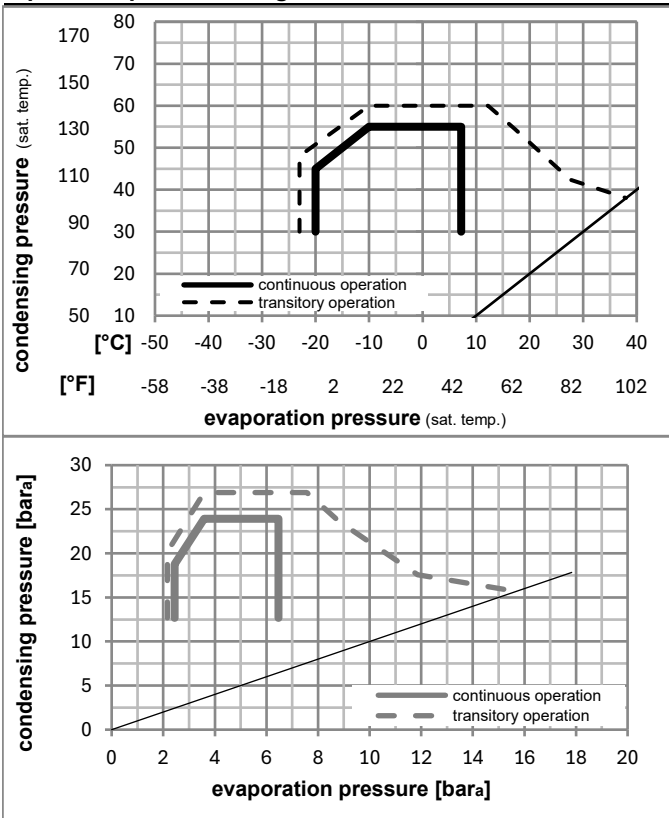 condensing pressure (sat. temp.)
170 80
150 70
60
130 50
110 40
90 30
70 20
50 10
continuous operation
transitory operation
[°C] -50 -40 -30 -20 -10 0 10 20 30 40
[°F] -58 -38 -18 2 22 42 62 82 102
evaporation pressure (sat. temp.)
condensing pressure [bara]
30
25
20
15
10
5
0
continuous operation
transitory operation
0 2 4 6 8 10 12 14 16 18 20
evaporation pressure [bara]